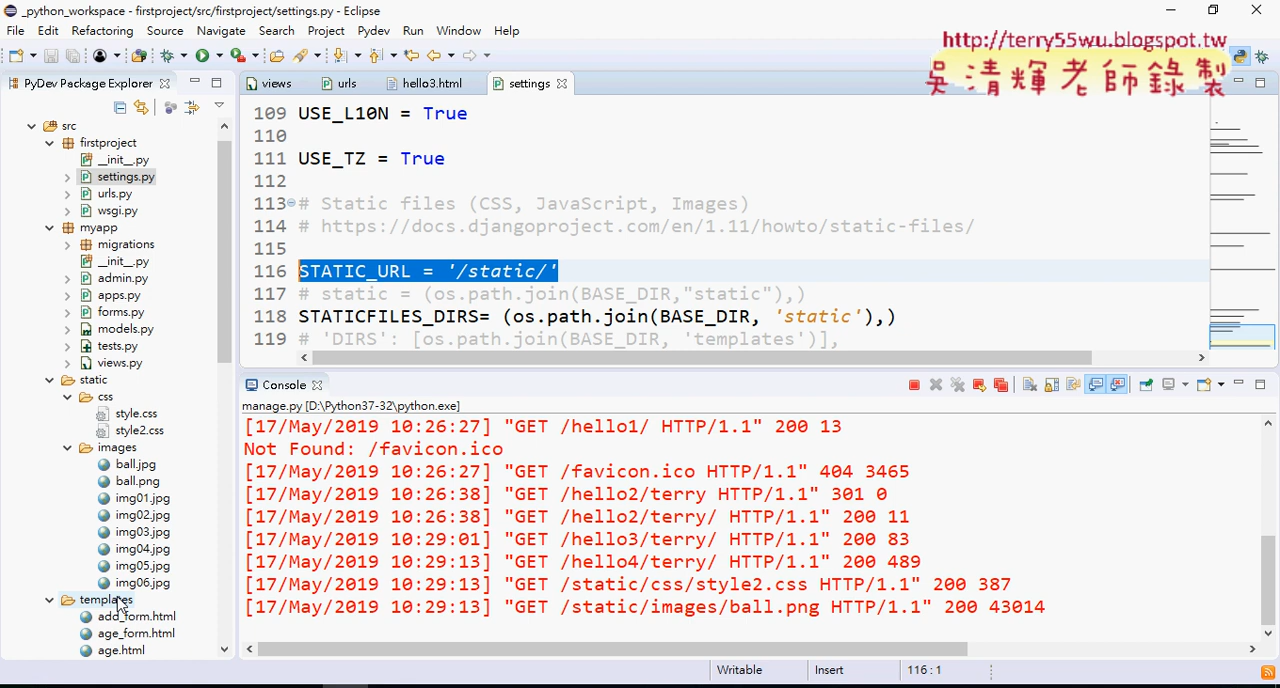 _python_workspace - firstproject/src/firstproject/settings.py - Eclipse
File Edit Refactoring Source Navigate Search Project Pydev Run Window Help
http://terry55wu.blogspot.tw
吳清輝老師錄製
PyDev Package Explorer
views
urls
hello3.html
settings
src
firstproject
__init__.py
settings.py
urls.py
wsgi.py
myapp
migrations
__init__.py
admin.py
apps.py
forms.py
models.py
tests.py
views.py
static
css
style.css
style2.css
images
ball.jpg
ball.png
img01.jpg
img02.jpg
img03.jpg
img04.jpg
img05.jpg
img06.jpg
templates
add_form.html
age_form.html
age.html
109 USE_L10N = True
110
111 USE_TZ = True
112
113 # Static files (CSS, JavaScript, Images)
114 # https://docs.djangoproject.com/en/1.11/howto/static-files/
115
116 STATIC_URL = '/static/'
117 # static = (os.path.join(BASE_DIR,"static"),)
118 STATICFILES_DIRS= (os.path.join(BASE_DIR, 'static'),)
119 # 'DIRS': [os.path.join(BASE_DIR, 'templates')],
Console
manage.py [D:\Python37-32\python.exe]
[17/May/2019 10:26:27] "GET /hello1/ HTTP/1.1" 200 13
Not Found: /favicon.ico
[17/May/2019 10:26:27] "GET /favicon.ico HTTP/1.1" 404 3465
[17/May/2019 10:26:38] "GET /hello2/terry HTTP/1.1" 301 0
[17/May/2019 10:26:38] "GET /hello2/terry/ HTTP/1.1" 200 11
[17/May/2019 10:29:01] "GET /hello3/terry/ HTTP/1.1" 200 83
[17/May/2019 10:29:13] "GET /hello4/terry/ HTTP/1.1" 200 489
[17/May/2019 10:29:13] "GET /static/css/style2.css HTTP/1.1" 200 387
[17/May/2019 10:29:13] "GET /static/images/ball.png HTTP/1.1" 200 43014
Writable
Insert
116 : 1